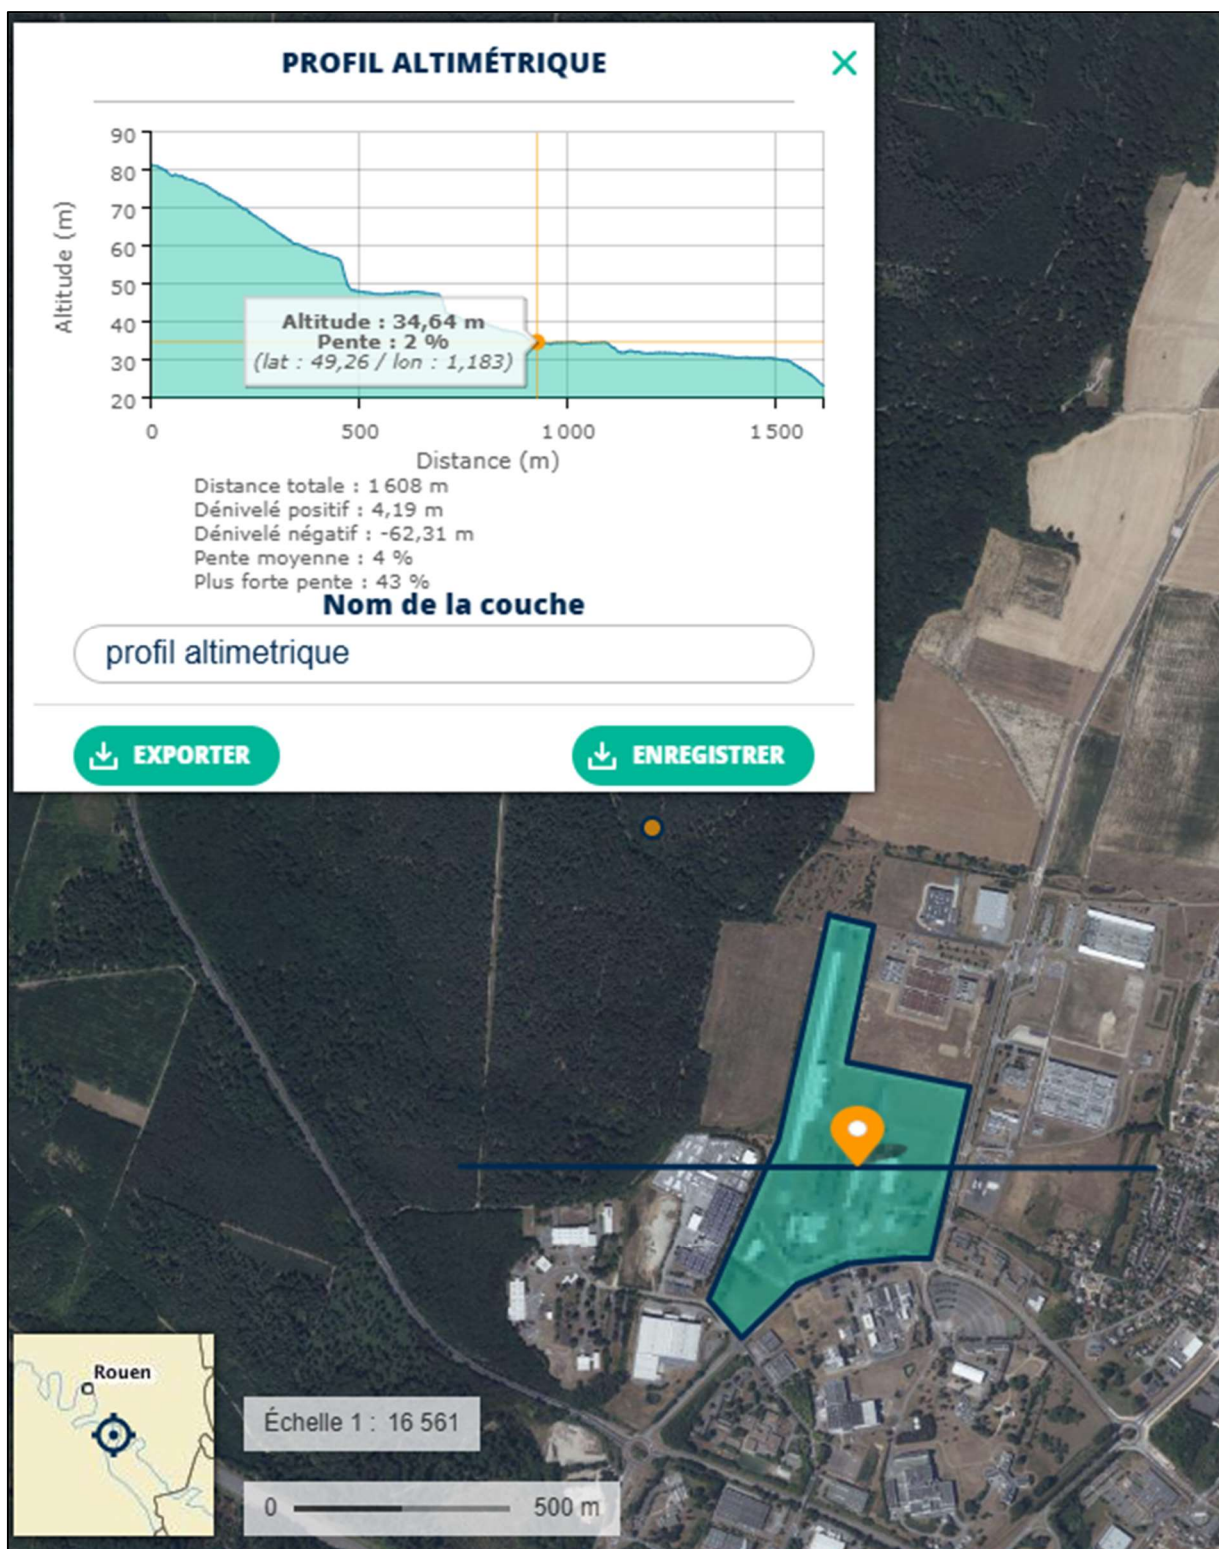 PROFIL ALTIMÉTRIQUE
90
80
70
60
50
40
30
20
Altitude (m)
Altitude : 34,64 m
Pente : 2 %
(lat : 49,26 / lon : 1,183)
0 500 1 000 1 500
Distance (m)
Distance totale : 1 608 m
Dénivelé positif : 4,19 m
Dénivelé négatif : -62,31 m
Pente moyenne : 4 %
Plus forte pente : 43 %
Nom de la couche
profil altimetrique
EXPORTER ENREGISTRER
Rouen
Échelle 1 : 16 561
0 500 m